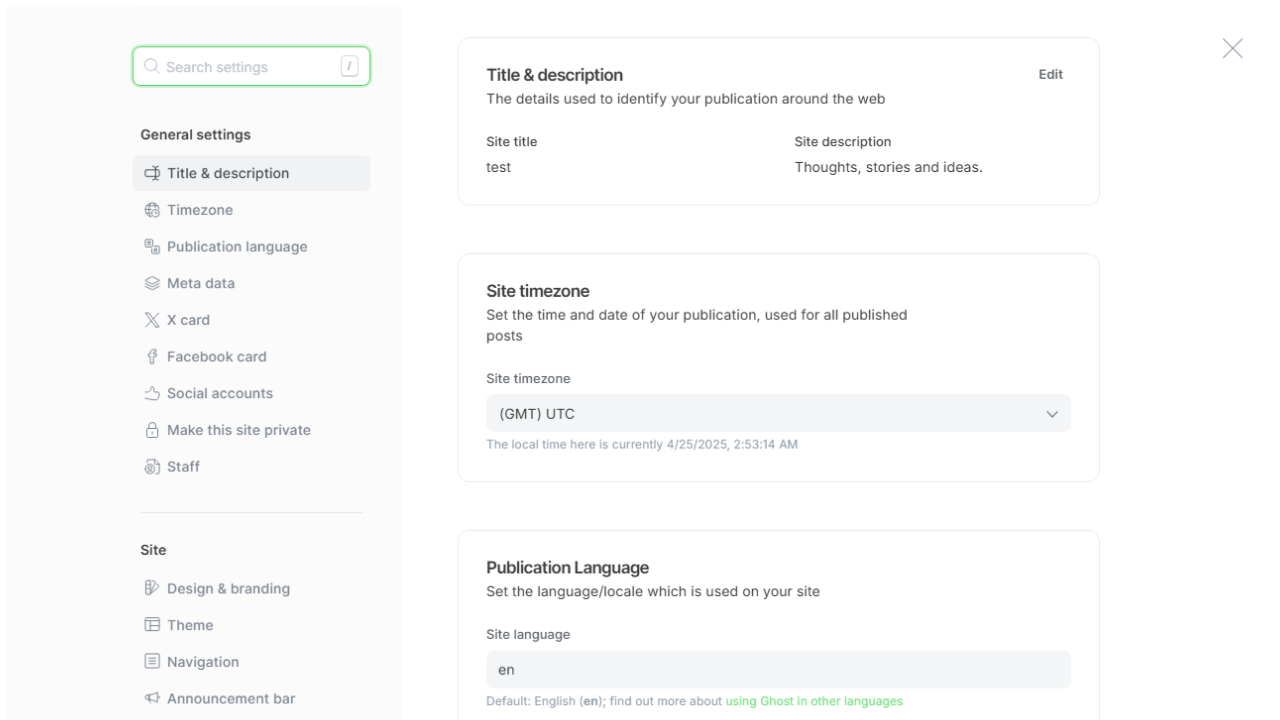 Search settings
/
General settings
Title & description
Timezone
Publication language
Meta data
X card
Facebook card
Social accounts
Make this site private
Staff
Site
Design & branding
Theme
Navigation
Announcement bar
Title & description
Edit
The details used to identify your publication around the web
Site title
test
Site description
Thoughts, stories and ideas.
Site timezone
Set the time and date of your publication, used for all published
posts
Site timezone
(GMT) UTC
The local time here is currently 4/25/2025, 2:53:14 AM
Publication Language
Set the language/locale which is used on your site
Site language
en
Default: English (en); find out more about using Ghost in other languages